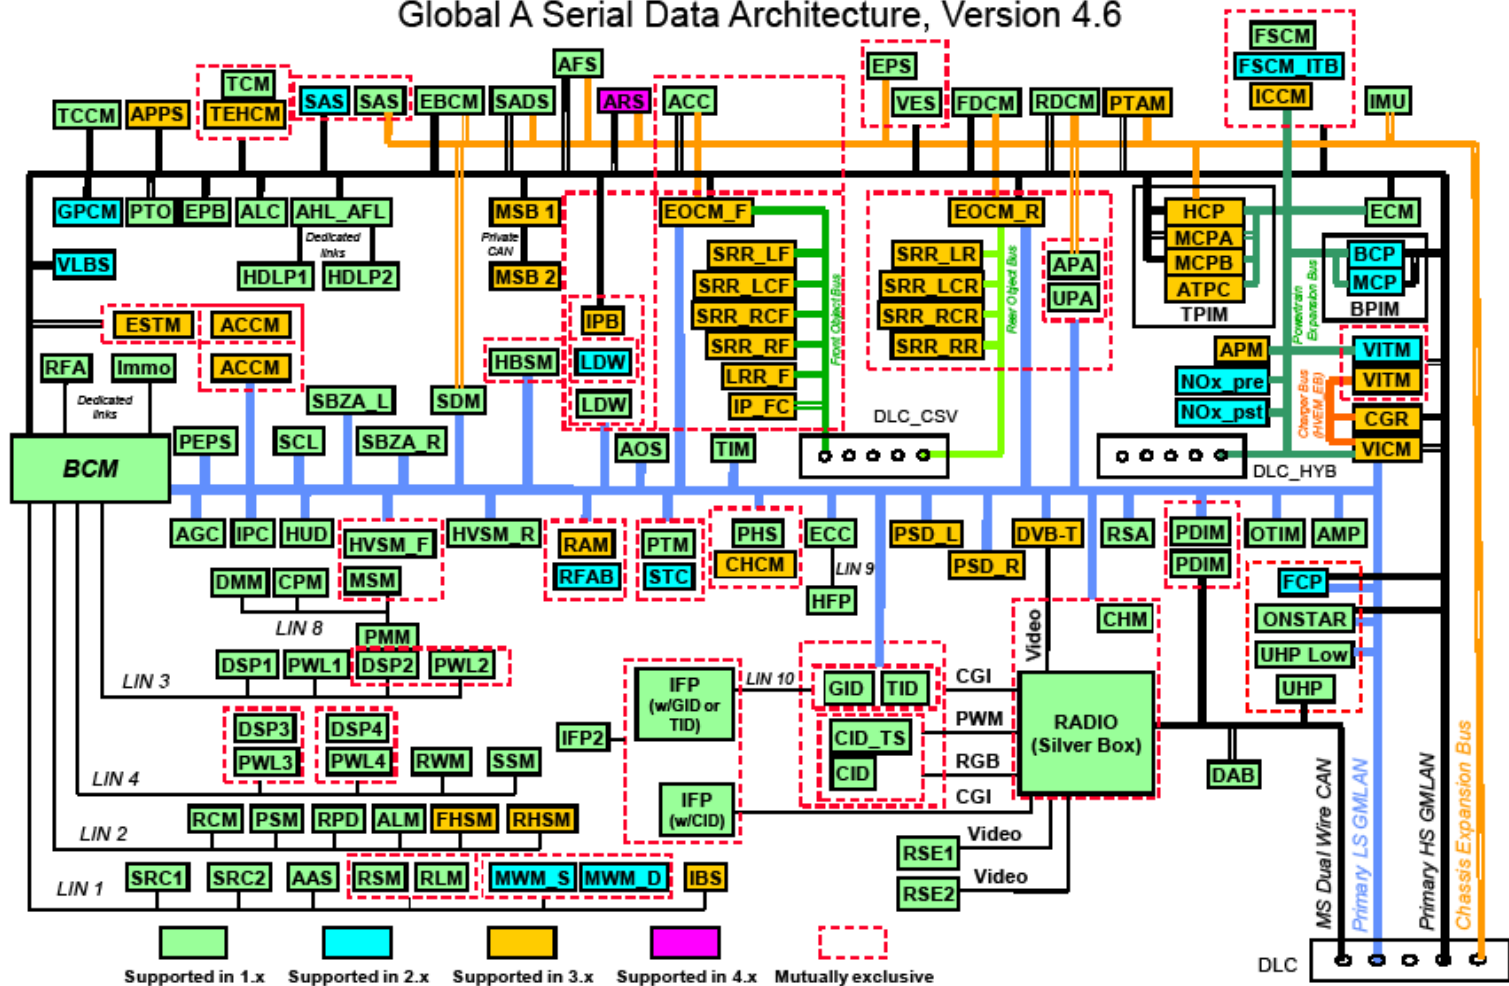 Global A Serial Data Architecture, Version 4.6
AFS
EPS
FSCM
FSCM_ITB
ICCM
TCM
TEHCM
TCCM
APPS
SAS
SAS
EBCM
SADS
ARS
ACC
VES
FDCM
RDCM
PTAM
IMU
GPCM
PTO
EPB
ALC
AHL_AFL
MSB 1
EOCM_F
EOCM_R
HCP
ECM
Dedicated
links
Private
CAN
MCPA
VLBS
HDLP1
HDLP2
MSB 2
SRR_LF
SRR_LR
APA
MCPB
BCP
SRR_LCF
SRR_LCR
UPA
ATPC
MCP
TPIM
BPIM
Front Object Bus
Rear Object Bus
Powertrain
Expansion Bus
ESTM
ACCM
IPB
SRR_RCF
SRR_RCR
ACCM
RFA
Immo
HBSM
LDW
SRR_RF
SRR_RR
APM
VITM
LRR_F
NOx_pre
VITM
Dedicated
links
SBZA_L
SDM
LDW
IP_FC
NOx_pst
Charger Bus
(HVEM_EB)
CGR
DLC_CSV
PEPS
SCL
SBZA_R
AOS
TIM
VICM
BCM
DLC_HYB
AGC
IPC
HUD
HVSM_F
HVSM_R
RAM
PTM
PHS
ECC
PSD_L
DVB-T
RSA
PDIM
OTIM
AMP
RFAB
STC
CHCM
LIN 9
PSD_R
PDIM
DMM
CPM
MSM
HFP
FCP
LIN 8
PMM
Video
CHM
ONSTAR
DSP1
PWL1
DSP2
PWL2
UHP Low
LIN 3
IFP
(w/GID or
TID)
LIN 10
GID
TID
CGI
UHP
DSP3
DSP4
IFP2
CID_TS
PWM
RADIO
(Silver Box)
PWL3
PWL4
RWM
SSM
CID
RGB
DAB
LIN 4
IFP
(w/CID)
CGI
RCM
PSM
RPD
ALM
FHSM
RHSM
LIN 2
Video
RSE1
SRC1
SRC2
AAS
RSM
RLM
MWM_S
MWM_D
IBS
Video
LIN 1
RSE2
MS Dual Wire CAN
Primary LS GMLAN
Primary HS GMLAN
Chassis Expansion Bus
DLC
Supported in 1.x
Supported in 2.x
Supported in 3.x
Supported in 4.x
Mutually exclusive